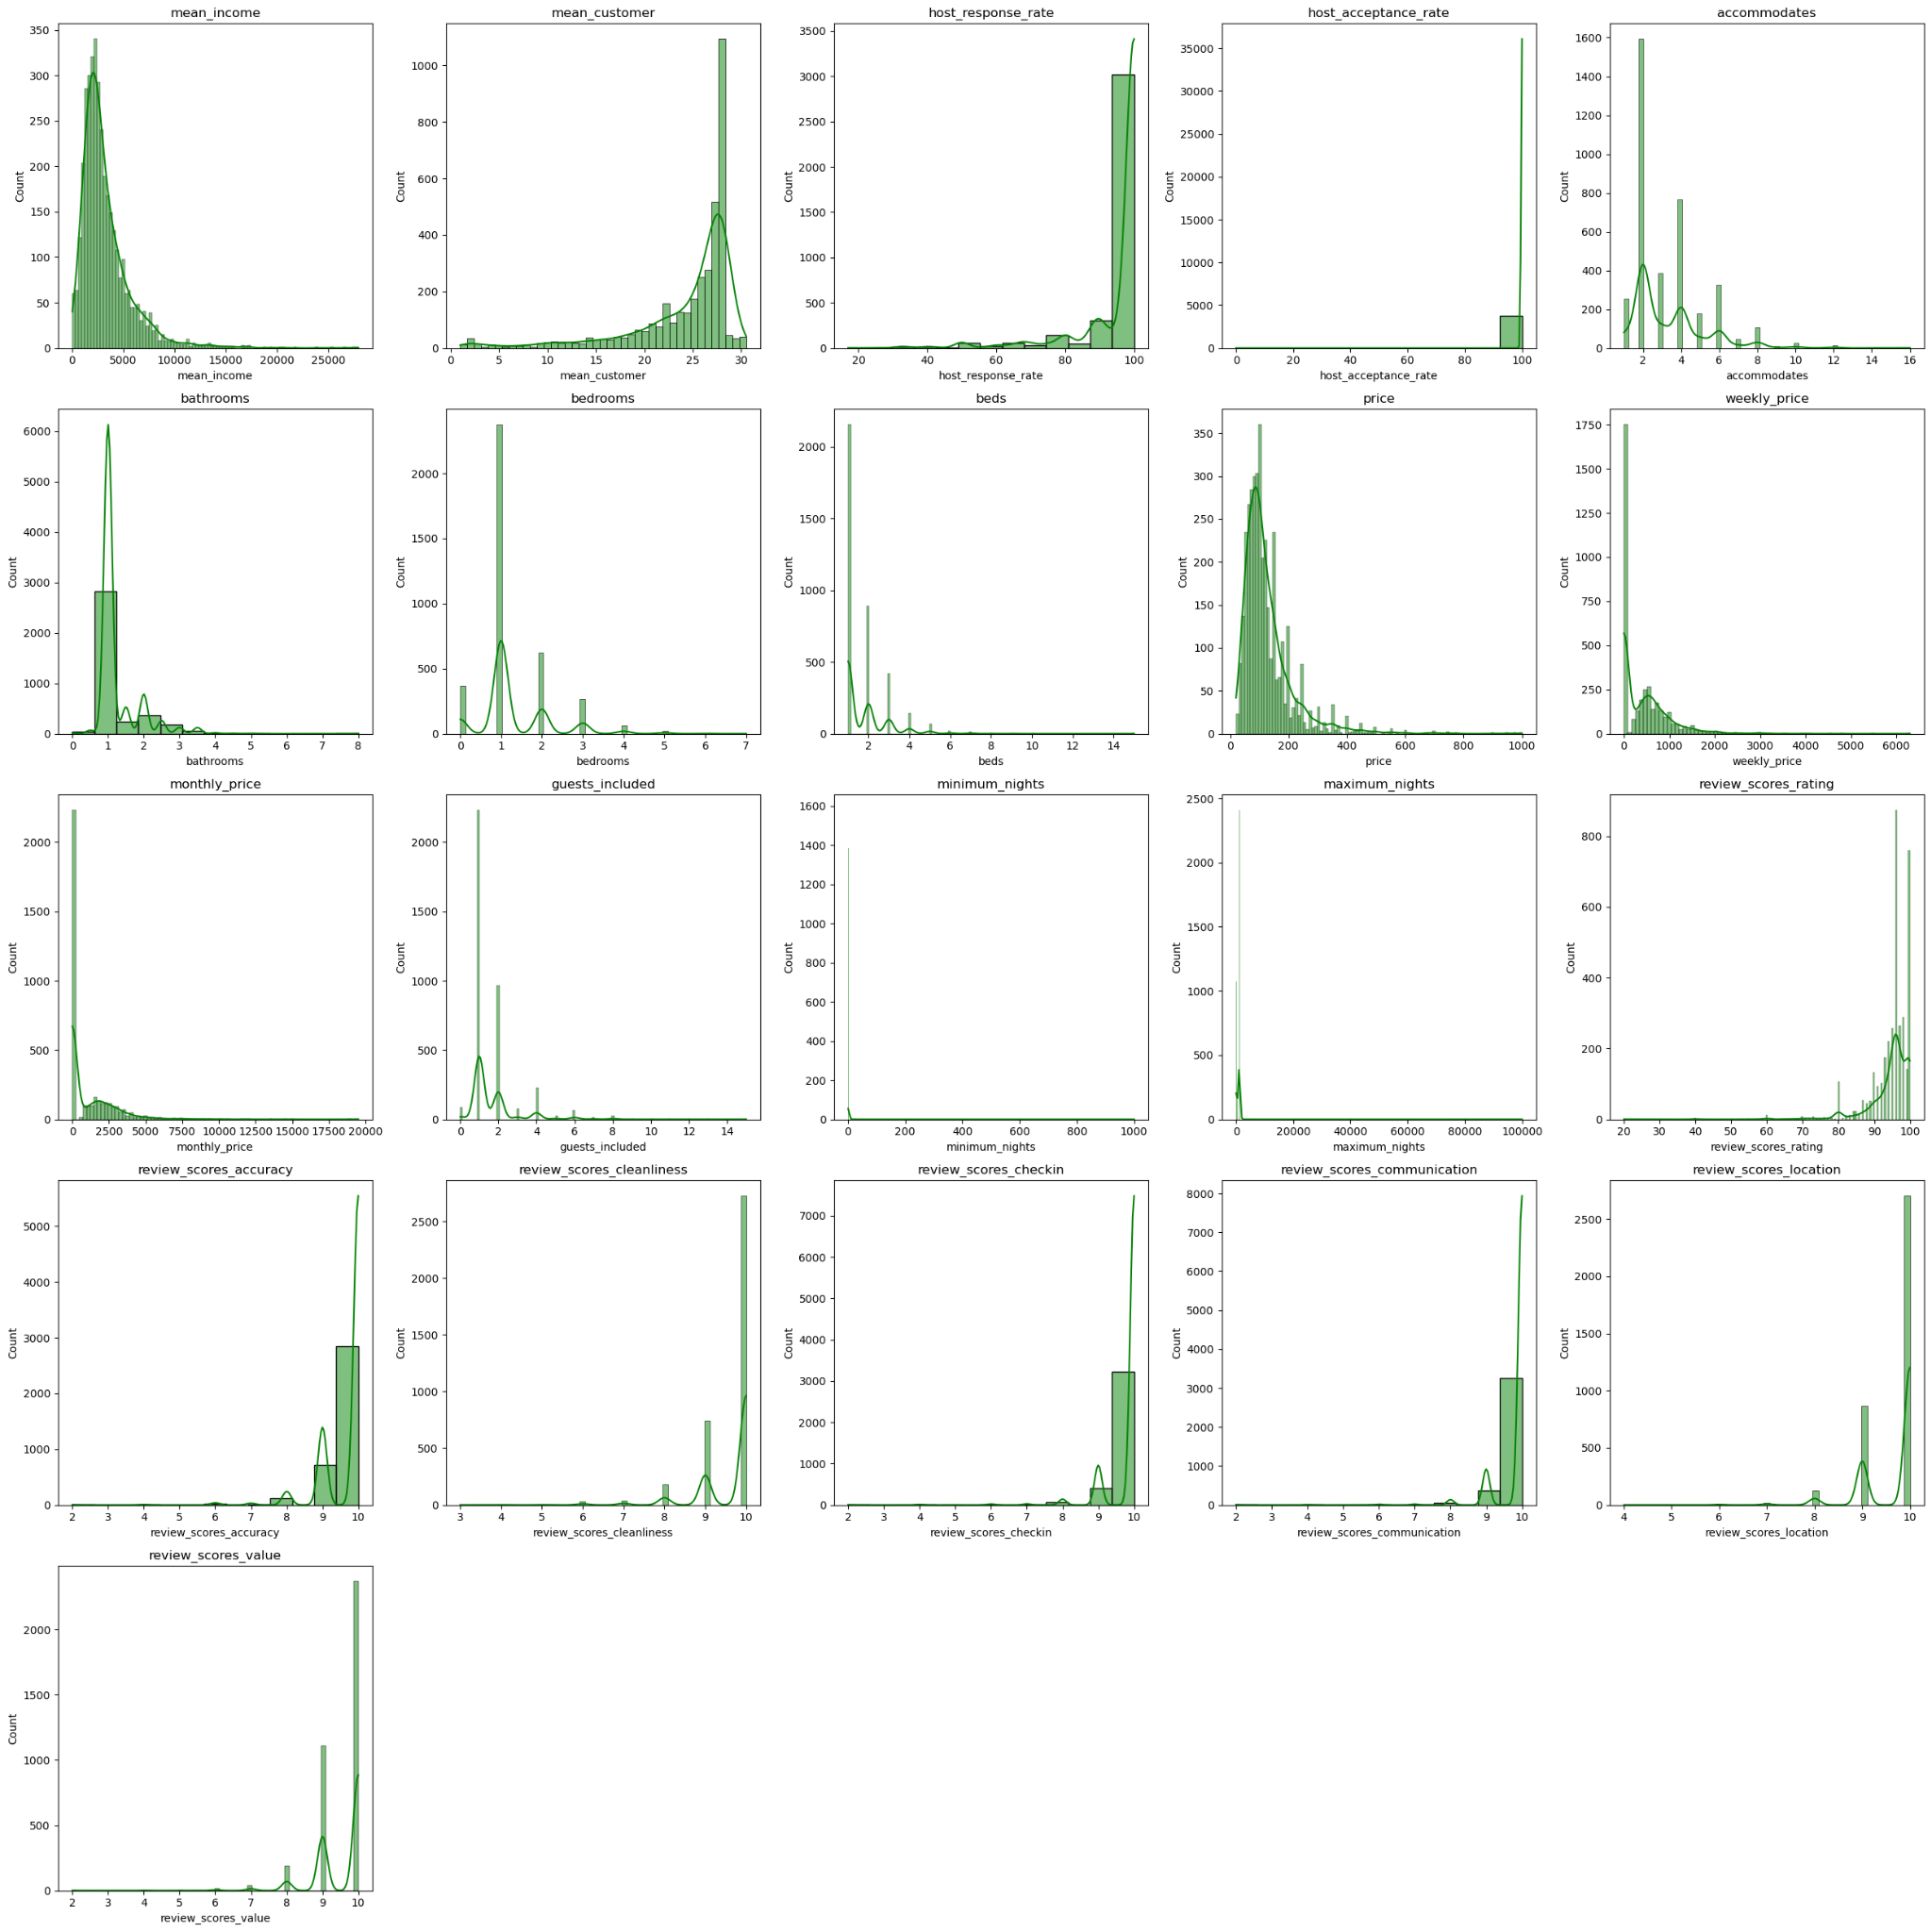 mean_income
350
300
250
200
150
100
50
0
Count
0 5000 10000 15000 20000 25000
mean_income
mean_customer
1000
800
600
400
200
0
Count
0 5 10 15 20 25 30
mean_customer
host_response_rate
3500
3000
2500
2000
1500
1000
500
0
Count
20 40 60 80 100
host_response_rate
host_acceptance_rate
35000
30000
25000
20000
15000
10000
5000
0
Count
0 20 40 60 80 100
host_acceptance_rate
accommodates
1600
1400
1200
1000
800
600
400
200
0
Count
2 4 6 8 10 12 14 16
accommodates
bathrooms
6000
5000
4000
3000
2000
1000
0
Count
0 1 2 3 4 5 6 7 8
bathrooms
bedrooms
2000
1500
1000
500
0
Count
0 1 2 3 4 5 6 7
bedrooms
beds
2000
1500
1000
500
0
Count
2 4 6 8 10 12 14
beds
price
350
300
250
200
150
100
50
0
Count
0 200 400 600 800 1000
price
weekly_price
1750
1500
1250
1000
750
500
250
0
Count
0 1000 2000 3000 4000 5000 6000
weekly_price
monthly_price
2000
1500
1000
500
0
Count
0 2500 5000 7500 10000 12500 15000 17500 20000
monthly_price
guests_included
2000
1500
1000
500
0
Count
0 2 4 6 8 10 12 14
guests_included
minimum_nights
1600
1400
1200
1000
800
600
400
200
0
Count
0 200 400 600 800 1000
minimum_nights
maximum_nights
2500
2000
1500
1000
500
0
Count
0 20000 40000 60000 80000 100000
maximum_nights
review_scores_rating
800
600
400
200
0
Count
20 30 40 50 60 70 80 90 100
review_scores_rating
review_scores_accuracy
5000
4000
3000
2000
1000
0
Count
2 3 4 5 6 7 8 9 10
review_scores_accuracy
review_scores_cleanliness
2500
2000
1500
1000
500
0
Count
3 4 5 6 7 8 9 10
review_scores_cleanliness
review_scores_checkin
7000
6000
5000
4000
3000
2000
1000
0
Count
2 3 4 5 6 7 8 9 10
review_scores_checkin
review_scores_communication
8000
7000
6000
5000
4000
3000
2000
1000
0
Count
2 3 4 5 6 7 8 9 10
review_scores_communication
review_scores_location
2500
2000
1500
1000
500
0
Count
4 5 6 7 8 9 10
review_scores_location
review_scores_value
2000
1500
1000
500
0
Count
2 3 4 5 6 7 8 9 10
review_scores_value